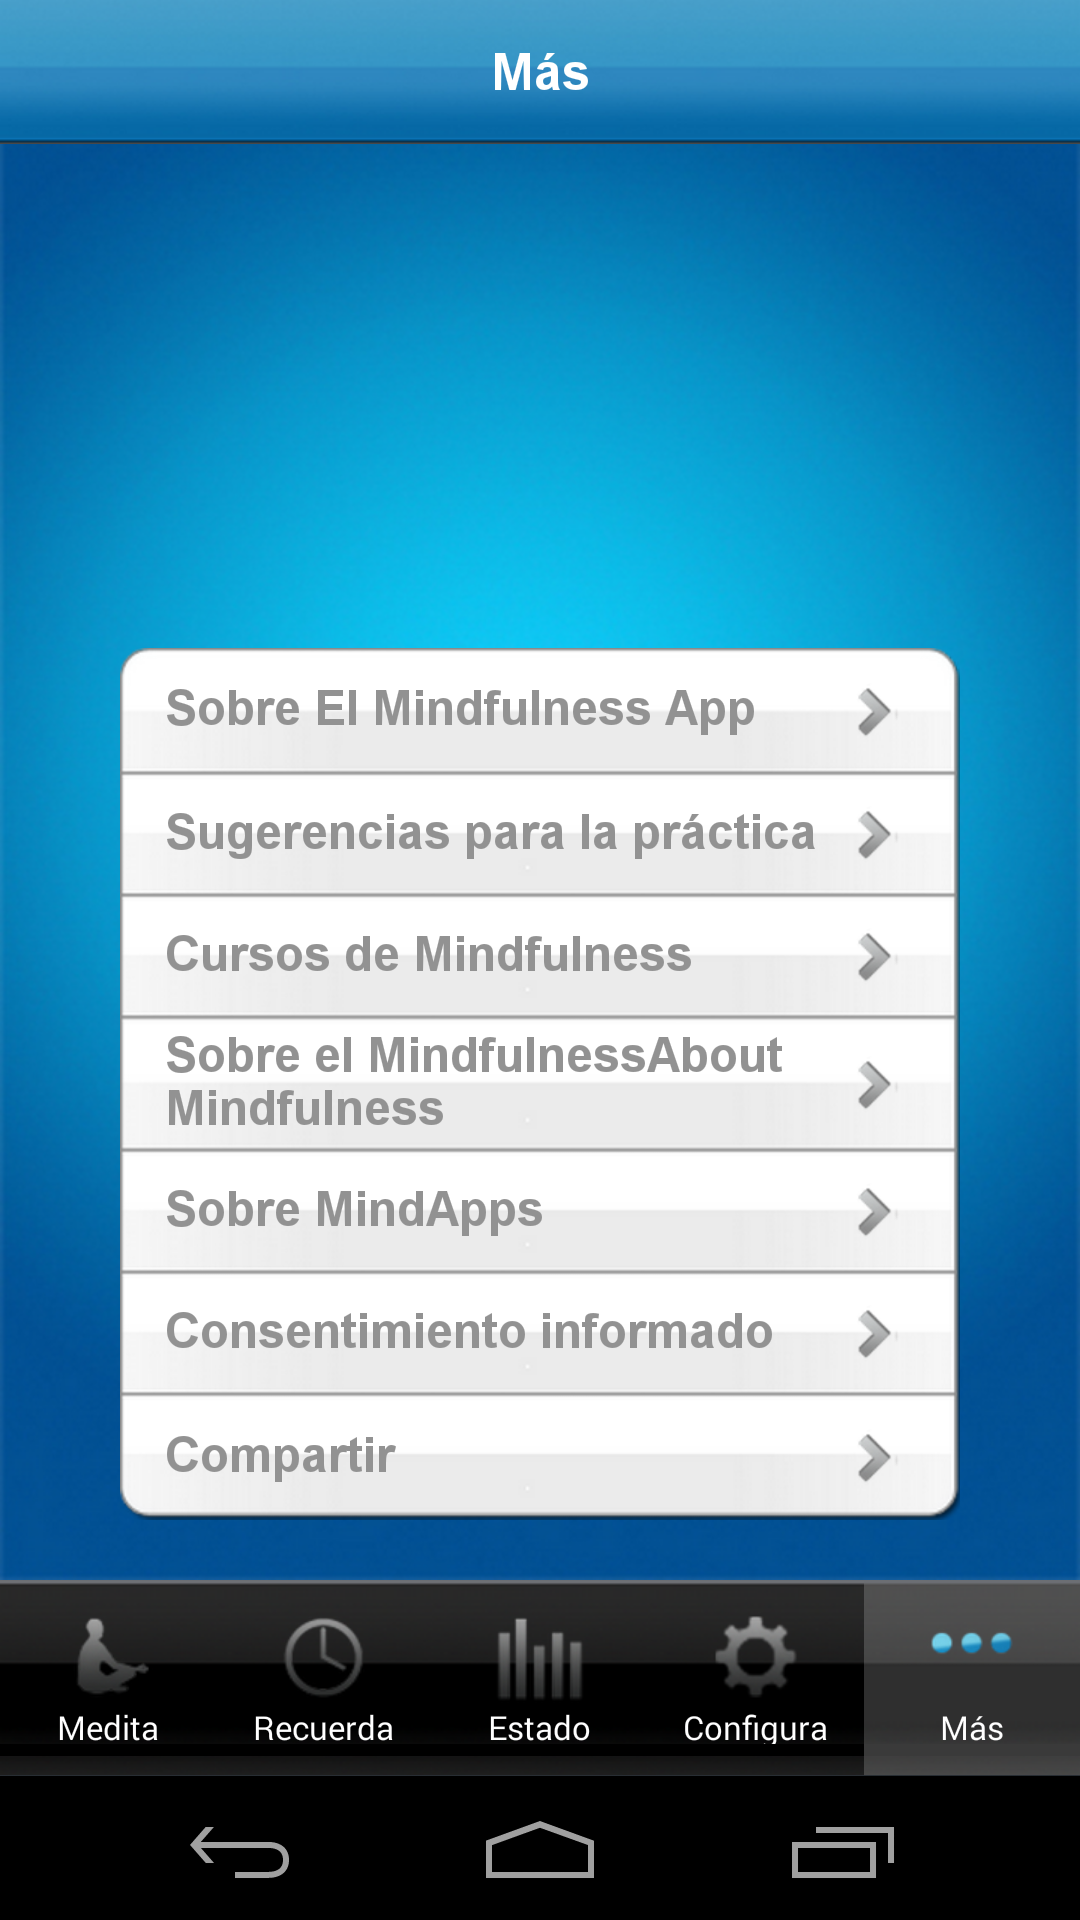 Más
Sobre El Mindfulness App
Sugerencias para la práctica
Cursos de Mindfulness
Sobre el MindfulnessAbout
Mindfulness
Sobre MindApps
Consentimiento informado
Compartir
Medita
Recuerda
Estado
Configura
Más